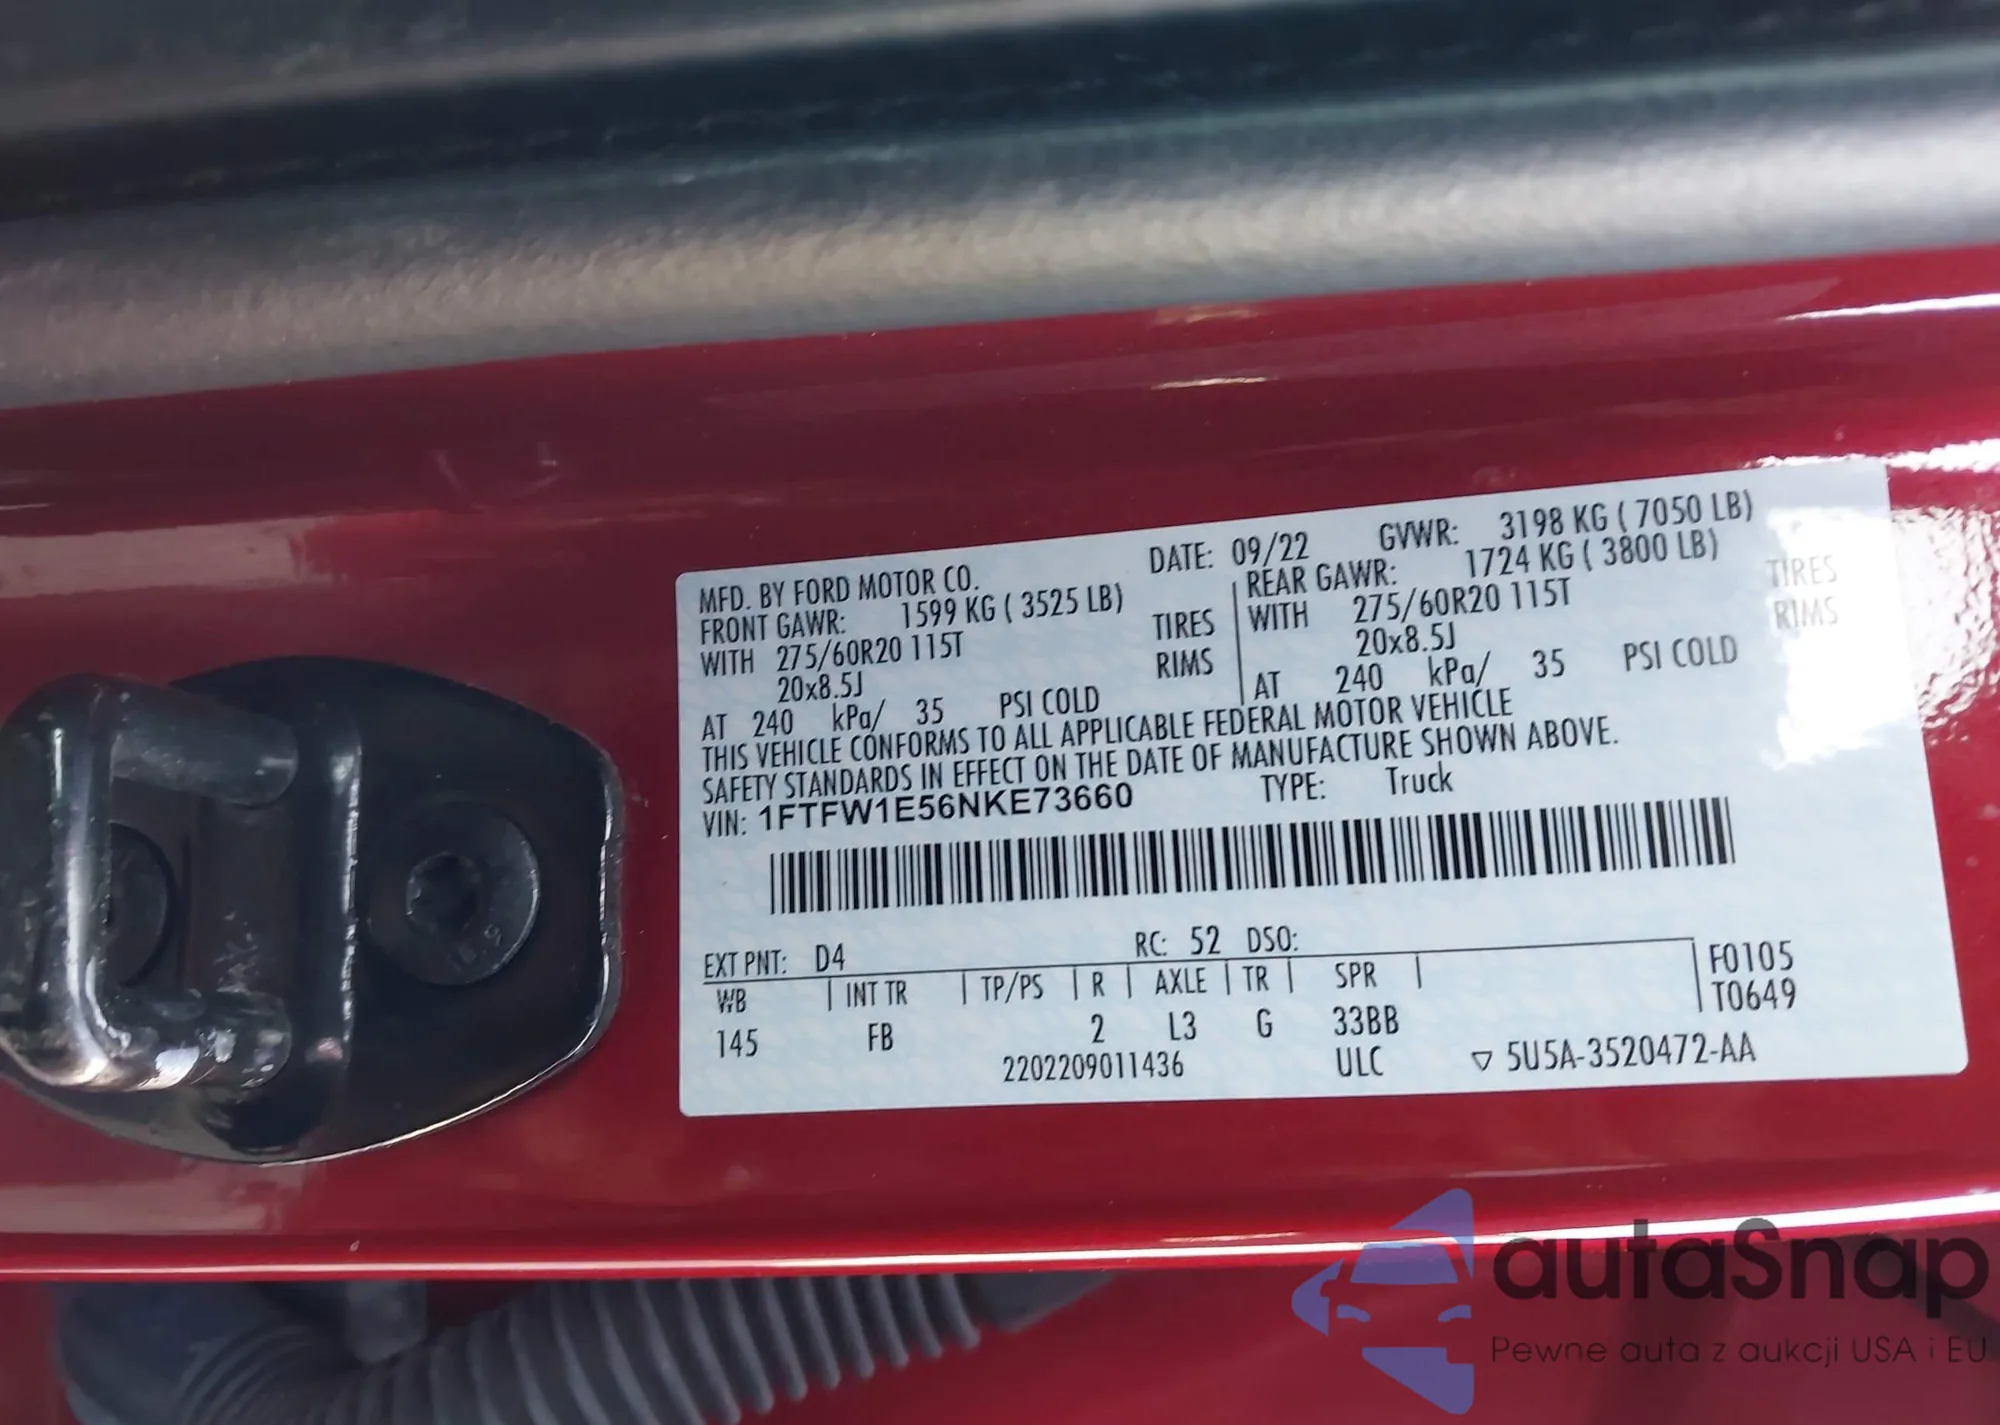 MFD. BY FORD MOTOR CO. DATE: 09/22 GVWR: 3198 KG ( 7050 LB)
FRONT GAWR: 1599 KG ( 3525 LB) REAR GAWR: 1724 KG ( 3800 LB)
WITH 275/60R20 115T TIRES WITH 275/60R20 115T TIRES
20x8.5J RIMS 20x8.5J RIMS
AT 240 kPa/ 35 PSI COLD AT 240 kPa/ 35 PSI COLD
THIS VEHICLE CONFORMS TO ALL APPLICABLE FEDERAL MOTOR VEHICLE
SAFETY STANDARDS IN EFFECT ON THE DATE OF MANUFACTURE SHOWN ABOVE.
VIN: 1FTFW1E56NKE73660 TYPE: Truck
EXT PNT: D4 RC: 52 DSO:
WB INT TR TP/PS R AXLE TR SPR F0105
145 FB 2 L3 G 33BB T0649
2202209011436 ULC ▽ 5U5A-3520472-AA
autaSnap
Pewne auta z aukcji USA i EU